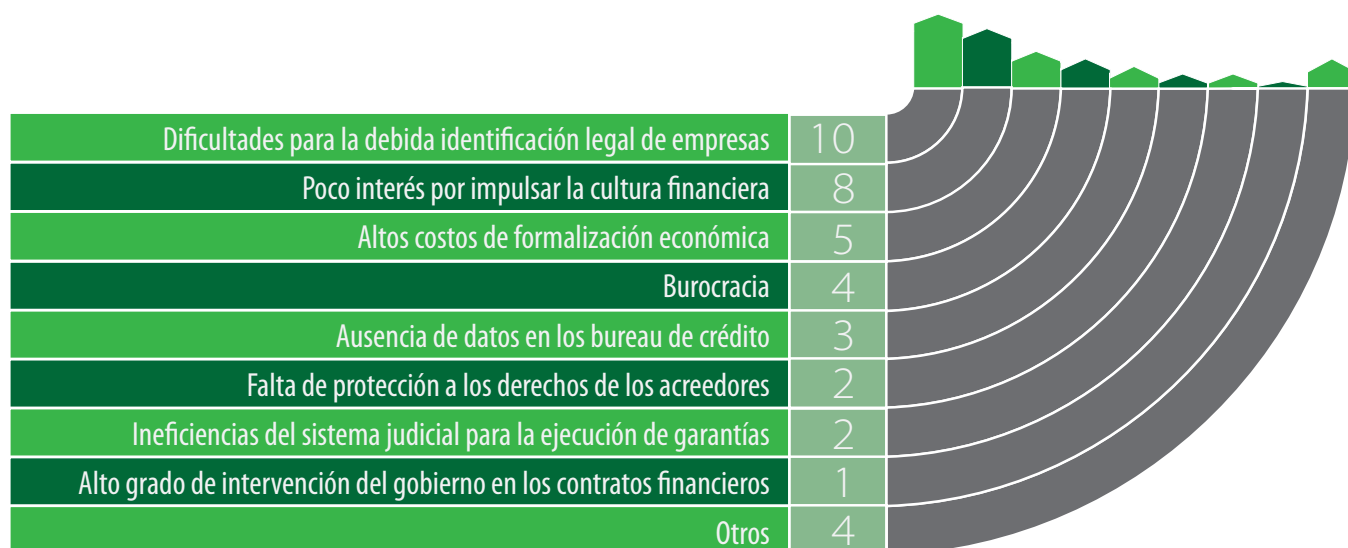 Dificultades para la debida identificación legal de empresas 10
Poco interés por impulsar la cultura financiera 8
Altos costos de formalización económica 5
Burocracia 4
Ausencia de datos en los bureau de crédito 3
Falta de protección a los derechos de los acreedores 2
Ineficiencias del sistema judicial para la ejecución de garantías 2
Alto grado de intervención del gobierno en los contratos financieros 1
Otros 4